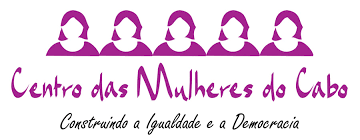 Centro das Mulheres do Cabo
Construindo a Igualdade e a Democracia